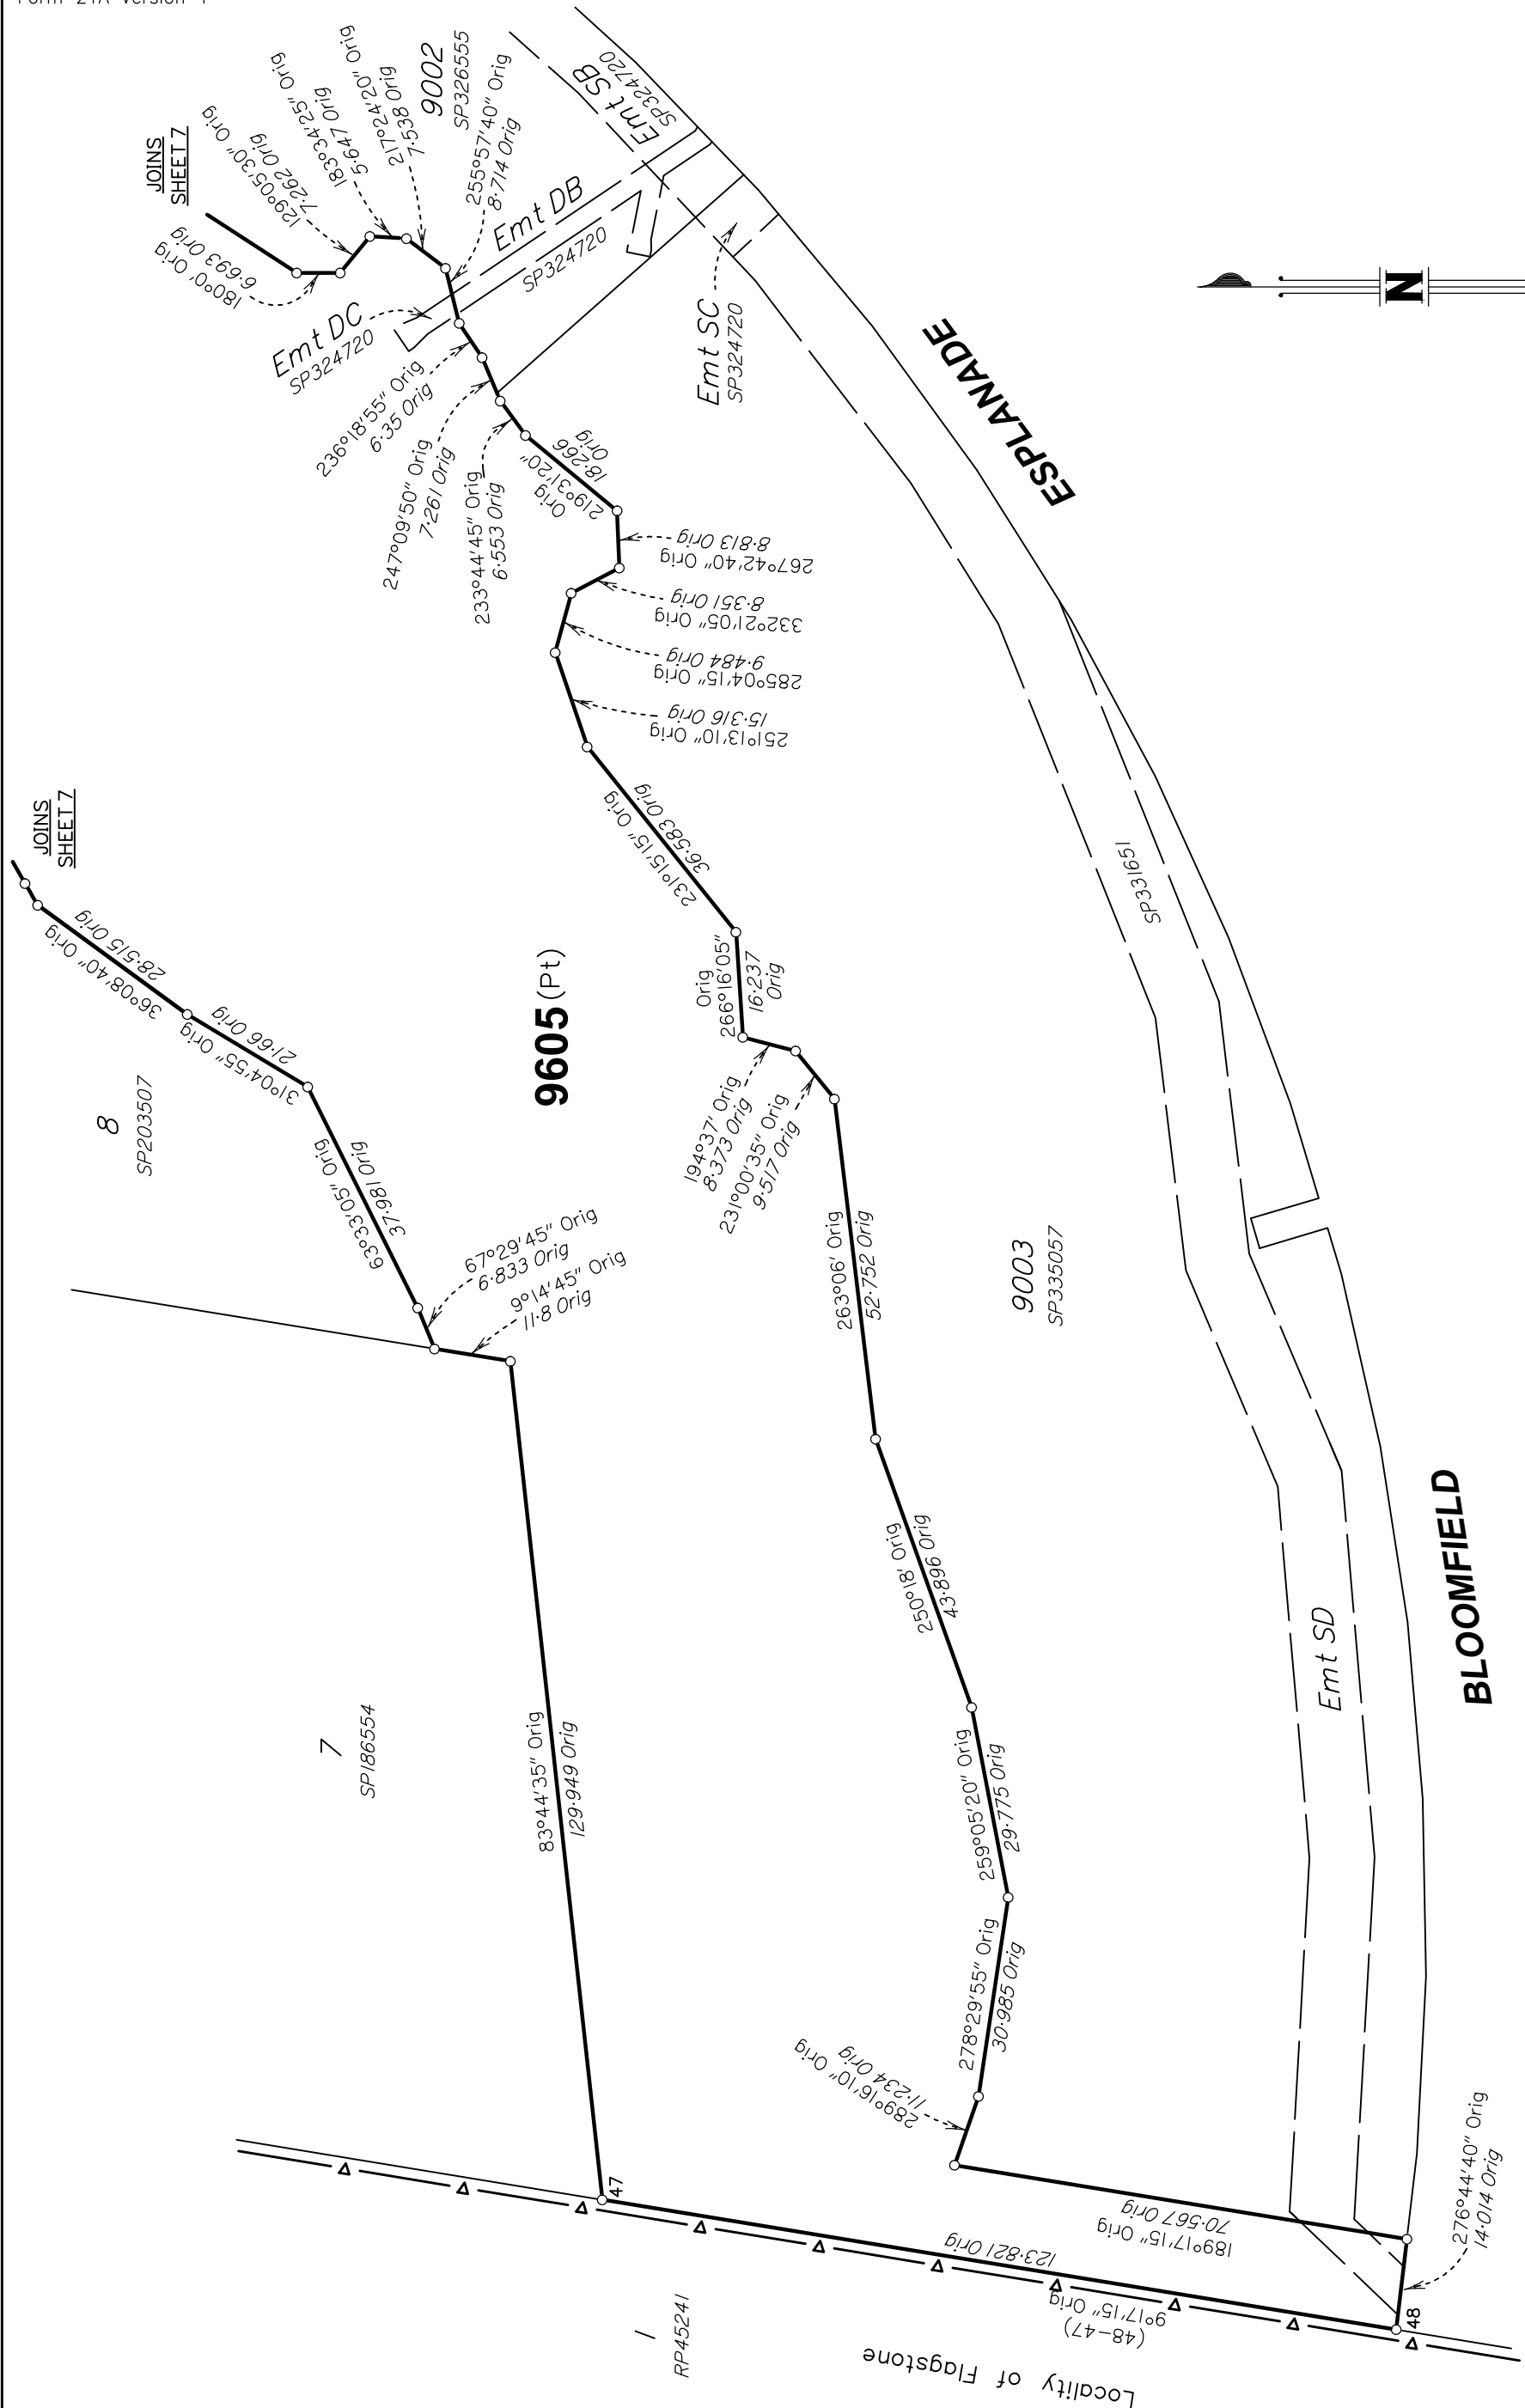 JOINS
SHEET 7
180°0' Orig
6·693 Orig
129°05'30" Orig
7·262 Orig
183°34'25" Orig
5·647 Orig
217°24'20" Orig
7·538 Orig
9002
SP326555
255°57'40" Orig
8·714 Orig
Emt DB
SP324720
Emt SB
SP324720
Emt DC
SP324720
Emt SC
SP324720
236°18'55" Orig
6·35 Orig
247°09'50" Orig
7·261 Orig
233°44'45" Orig
6·553 Orig
219°31'20"
Orig
18·266
Orig
267°42'40" Orig
8·813 Orig
332°21'05" Orig
8·351 Orig
285°04'15" Orig
9·484 Orig
251°13'10" Orig
15·316 Orig
231°15'15" Orig
36·583 Orig
266°16'05"
Orig
16·237
Orig
194°37' Orig
8·373 Orig
231°00'35" Orig
9·517 Orig
263°06' Orig
52·752 Orig
250°18' Orig
43·896 Orig
259°05'20" Orig
29·775 Orig
278°29'55" Orig
30·985 Orig
289°16'10" Orig
11·234 Orig
189°17'15" Orig
70·567 Orig
276°44'40" Orig
14·014 Orig
48
123·821 Orig
9°17'15" Orig
(48–47)
47
83°44'35" Orig
129·949 Orig
9°14'45" Orig
11·8 Orig
67°29'45" Orig
6·833 Orig
63°33'05" Orig
37·981 Orig
31°04'55" Orig
21·66 Orig
36°08'40" Orig
28·515 Orig
JOINS
SHEET 7
8
SP203507
7
SP186554
1
RP45241
9605 (Pt)
9003
SP335057
SP331651
Emt SD
BLOOMFIELD
ESPLANADE
Locality of Flagstone
N